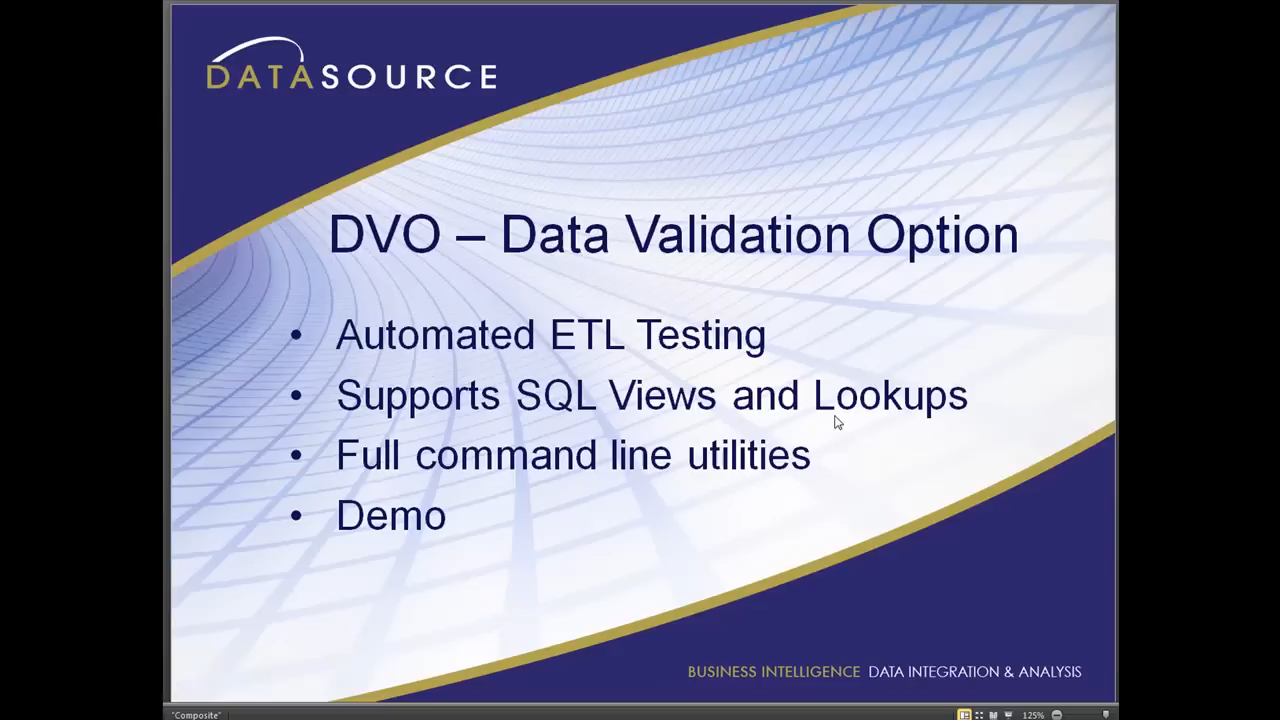 DATASOURCE
DVO – Data Validation Option
• Automated ETL Testing
• Supports SQL Views and Lookups
• Full command line utilities
• Demo
BUSINESS INTELLIGENCE DATA INTEGRATION & ANALYSIS
"Composite" 125%